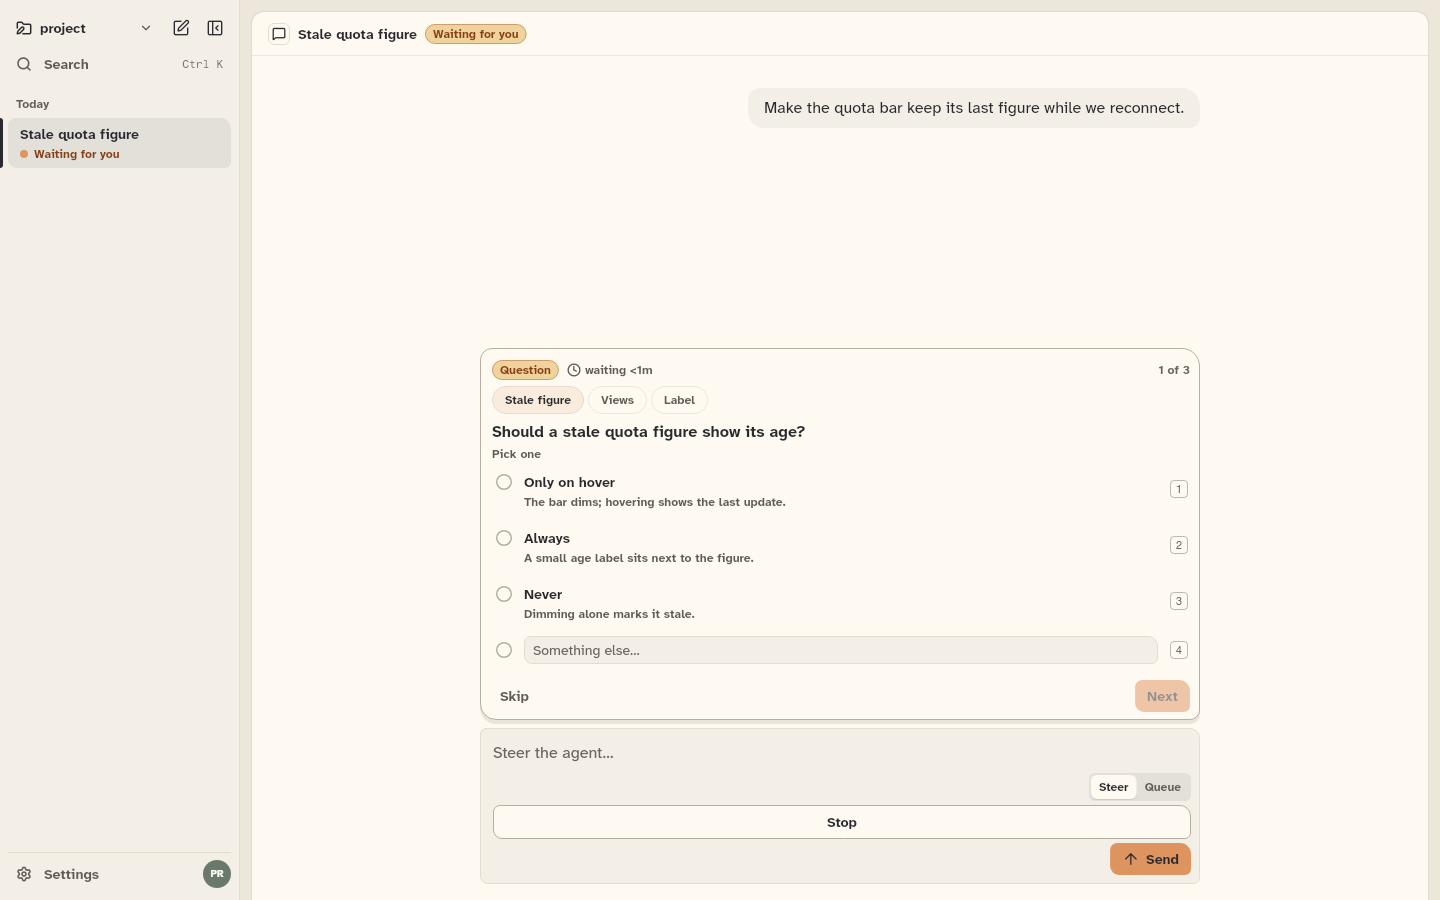 project
Search
Ctrl K
Today
Stale quota figure
Waiting for you
Settings
PR
Stale quota figure
Waiting for you
Make the quota bar keep its last figure while we reconnect.
Question
waiting <1m
1 of 3
Stale figure
Views
Label
Should a stale quota figure show its age?
Pick one
Only on hover
The bar dims; hovering shows the last update.
1
Always
A small age label sits next to the figure.
2
Never
Dimming alone marks it stale.
3
Something else...
4
Skip
Next
Steer the agent...
Steer
Queue
Stop
Send